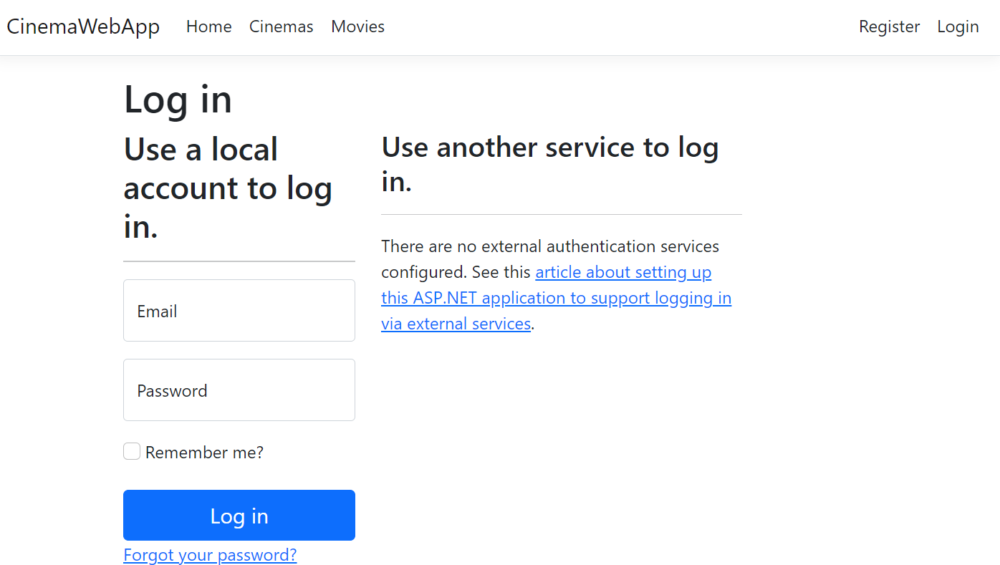 CinemaWebApp Home Cinemas Movies Register Login
Log in
Use a local
account to log
in.
Email
Password
Remember me?
Log in
Forgot your password?
Use another service to log
in.
There are no external authentication services
configured. See this article about setting up
this ASP.NET application to support logging in
via external services.